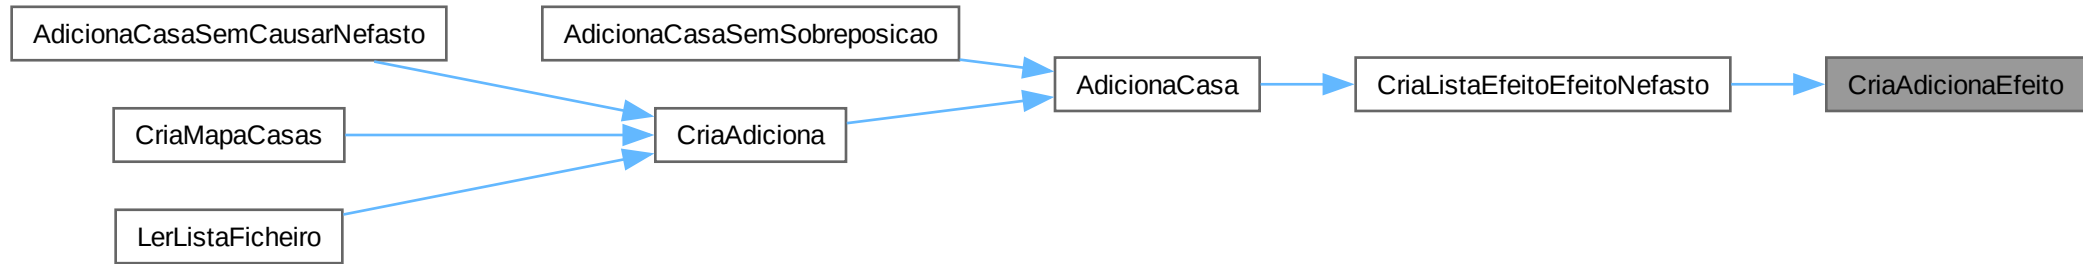 AdicionaCasaSemCausarNefasto
AdicionaCasaSemSobreposicao
AdicionaCasa
CriaListaEfeitoEfeitoNefasto
CriaAdicionaEfeito
CriaMapaCasas
CriaAdiciona
LerListaFicheiro